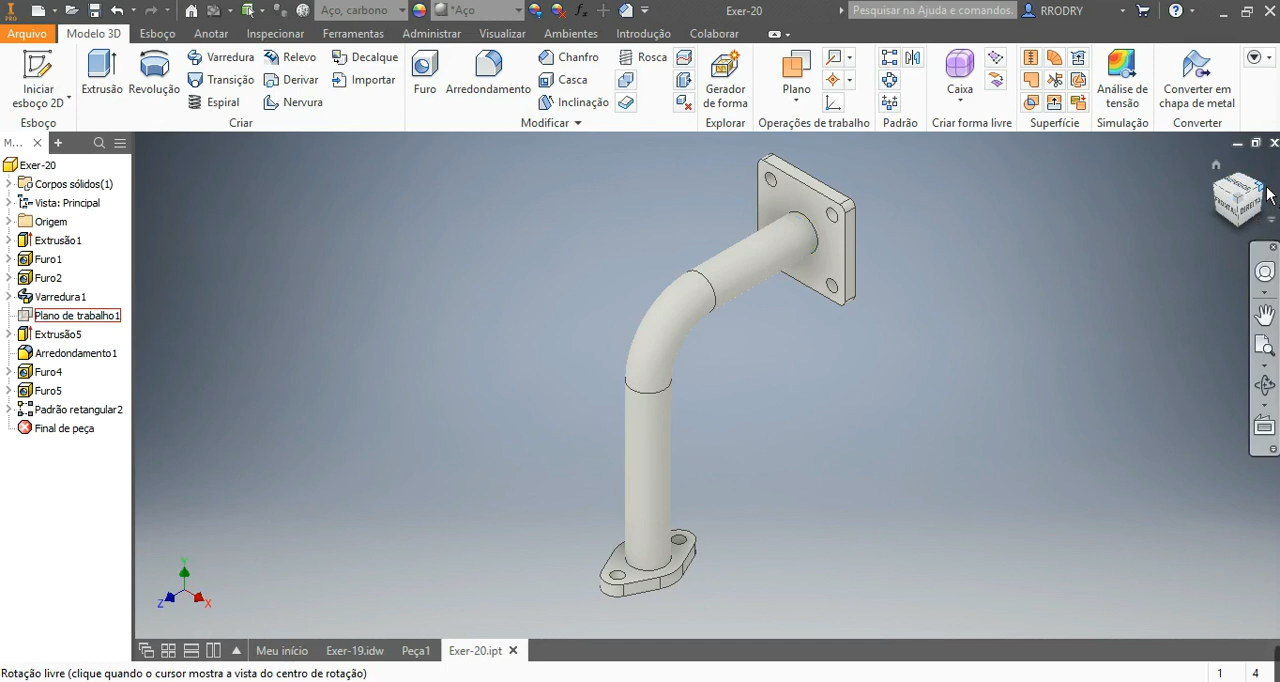 PRO
Aço, carbono
*Aço
Exer-20
Pesquisar na Ajuda e comandos.
RRODRY
Arquivo
Modelo 3D
Esboço
Anotar
Inspecionar
Ferramentas
Administrar
Visualizar
Ambientes
Introdução
Colaborar
Iniciar
esboço 2D
Extrusão
Revolução
Varredura
Transição
Espiral
Relevo
Derivar
Nervura
Decalque
Importar
Furo
Arredondamento
Chanfro
Casca
Inclinação
Rosca
Gerador
de forma
Plano
Caixa
Análise de
tensão
Converter em
chapa de metal
Esboço
Criar
Modificar
Explorar
Operações de trabalho
Padrão
Criar forma livre
Superfície
Simulação
Converter
M...
Exer-20
Corpos sólidos(1)
Vista: Principal
Origem
Extrusão1
Furo1
Furo2
Varredura1
Plano de trabalho1
Extrusão5
Arredondamento1
Furo4
Furo5
Padrão retangular2
Final de peça
FRONTAL
DIREITA
Y
Z
X
Meu início
Exer-19.idw
Peça1
Exer-20.ipt
Rotação livre (clique quando o cursor mostra a vista do centro de rotação)
1
4